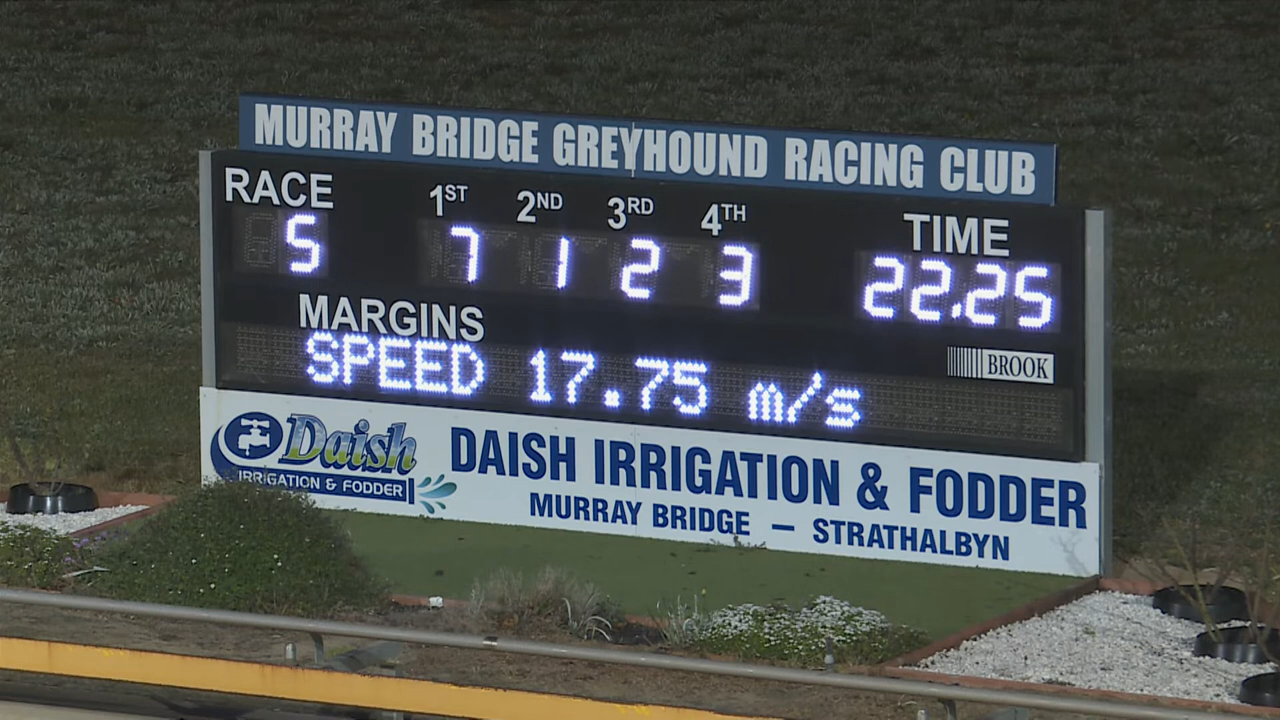 MURRAY BRIDGE GREYHOUND RACING CLUB
RACE 1ST 2ND 3RD 4TH TIME
5 7 1 2 3 22.25
MARGINS
SPEED 17.75 m/s
BROOK
Daish
IRRIGATION & FODDER
DAISH IRRIGATION & FODDER
MURRAY BRIDGE — STRATHALBYN